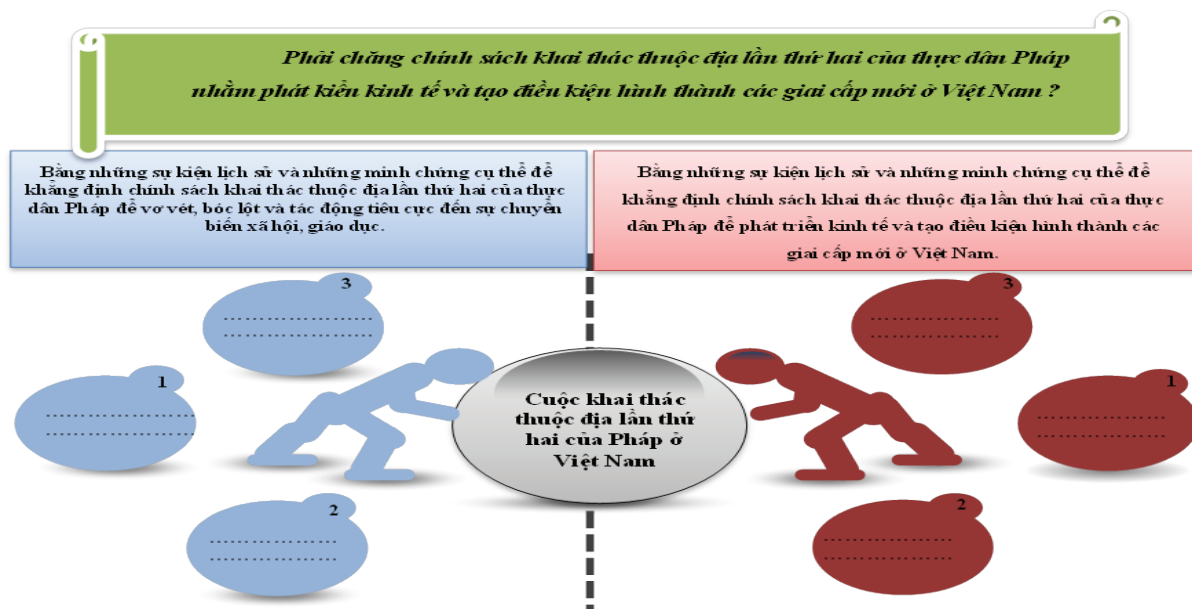 Phải chăng chính sách khai thác thuộc địa lần thứ hai của thực dân Pháp
nhằm phát kiển kinh tế và tạo điều kiện hình thành các giai cấp mới ở Việt Nam ?
Bằng những sự kiện lịch sử và những minh chứng cụ thể để
khẳng định chính sách khai thác thuộc địa lần thứ hai của thực
dân Pháp để vơ vét, bóc lột và tác động tiêu cực đến sự chuyển
biến xã hội, giáo dục.
Bằng những sự kiện lịch sử và những minh chứng cụ thể để
khẳng định chính sách khai thác thuộc địa lần thứ hai của thực
dân Pháp để phát triển kinh tế và tạo điều kiện hình thành các
giai cấp mới ở Việt Nam.
3
1
2
Cuộc khai thác
thuộc địa lần thứ
hai của Pháp ở
Việt Nam
3
1
2